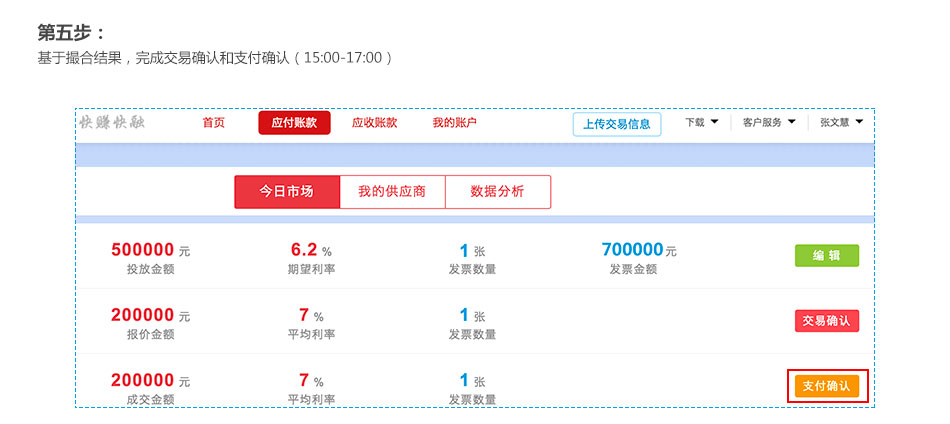 第五步：
基于撮合结果，完成交易确认和支付确认（15:00-17:00）
快赚快融 首页 应付账款 应收账款 我的账户 上传交易信息 下载 客户服务 张文慧
今日市场 我的供应商 数据分析
500000 元 6.2 % 1 张 700000 元 编 辑
投放金额 期望利率 发票数量 发票金额
200000 元 7 % 1 张 交易确认
报价金额 平均利率 发票数量
200000 元 7 % 1 张 支付确认
成交金额 平均利率 发票数量